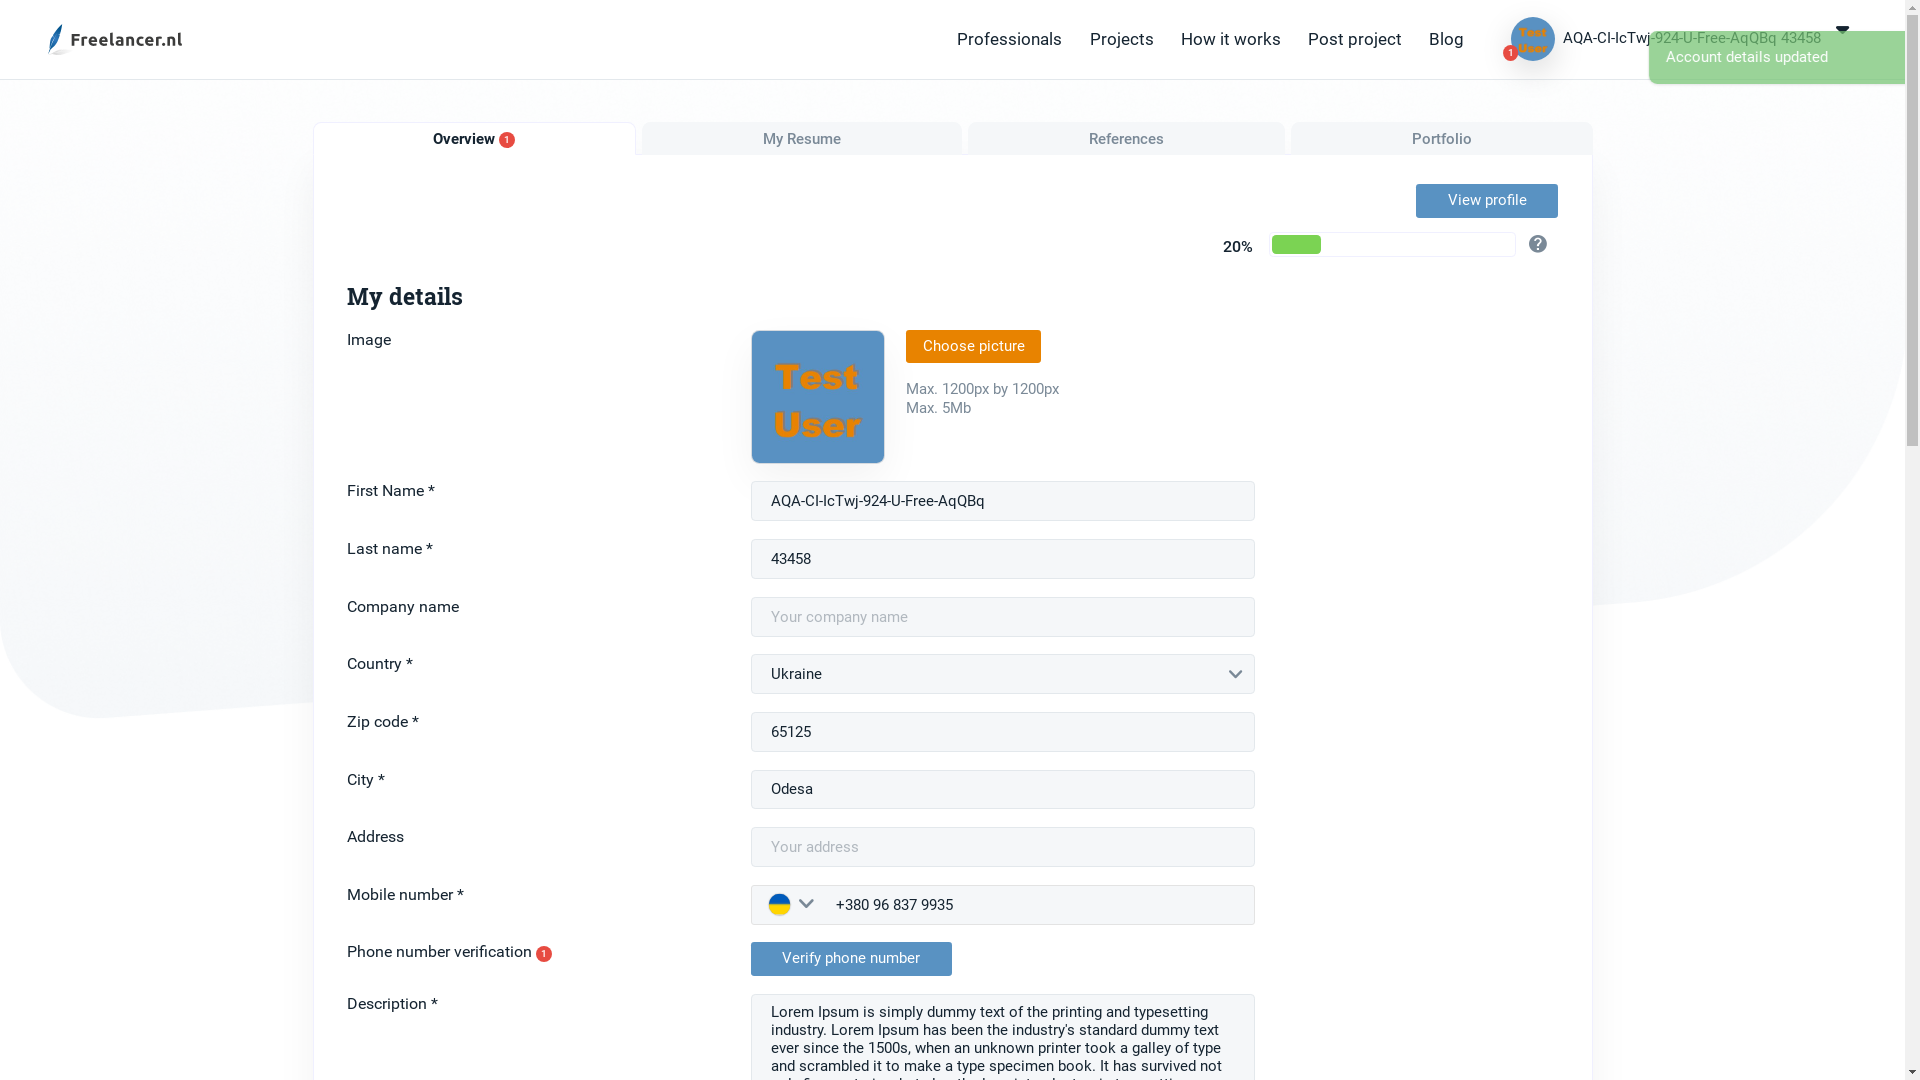 Freelancer.nl
Professionals
Projects
How it works
Post project
Blog
Test
User
1
AQA-CI-IcTwj-924-U-Free-AqQBq 43458
Account details updated
Overview 1
My Resume
References
Portfolio
View profile
20%
?
My details
Image
Test
User
Choose picture
Max. 1200px by 1200px
Max. 5Mb
First Name *
AQA-CI-IcTwj-924-U-Free-AqQBq
Last name *
43458
Company name
Your company name
Country *
Ukraine
Zip code *
65125
City *
Odesa
Address
Your address
Mobile number *
+380 96 837 9935
Phone number verification 1
Verify phone number
Description *
Lorem Ipsum is simply dummy text of the printing and typesetting
industry. Lorem Ipsum has been the industry's standard dummy text
ever since the 1500s, when an unknown printer took a galley of type
and scrambled it to make a type specimen book. It has survived not